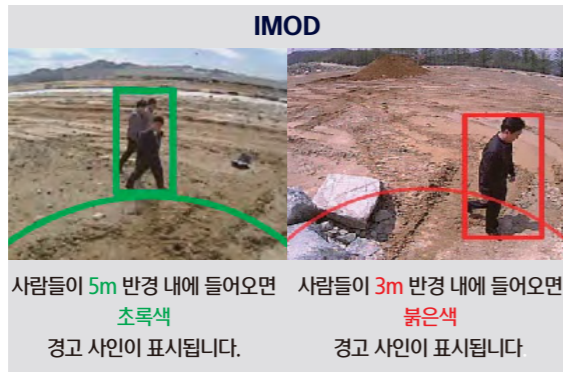 IMOD
사람들이 5m 반경 내에 들어오면
초록색
경고 사인이 표시됩니다.
사람들이 3m 반경 내에 들어오면
붉은색
경고 사인이 표시됩니다.